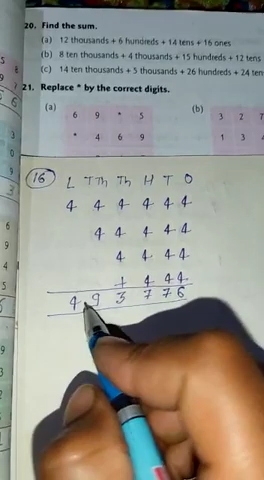 20. Find the sum.
(a) 12 thousands + 6 hundreds + 14 tens + 16 ones
(b) 8 ten thousands + 4 thousands + 15 hundreds + 12 tens
(c) 14 ten thousands + 5 thousands + 26 hundreds + 24 ten
21. Replace * by the correct digits.
(a) (b)
6 9 * 5 3 2 7
* 4 6 9 1 3 4
16 L TTh Th H T O
4 4 4 4 4 4
4 4 4 4 4
4 4 4 4
+ 4 4 4
4 9 3 7 7 6